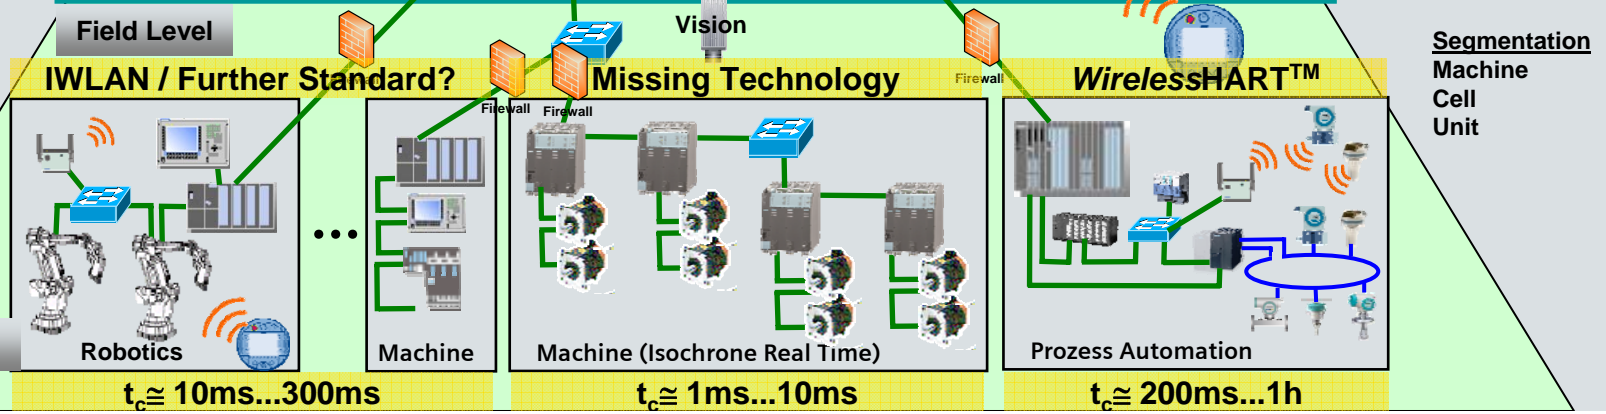 Field Level
Vision
Segmentation
Machine
Cell
Unit
IWLAN / Further Standard?
Firewall
Firewall
Firewall
Missing Technology
Firewall
WirelessHART™
Robotics
...
Machine
Machine (Isochrone Real Time)
Prozess Automation
tc≅ 10ms...300ms
tc≅ 1ms...10ms
tc≅ 200ms...1h